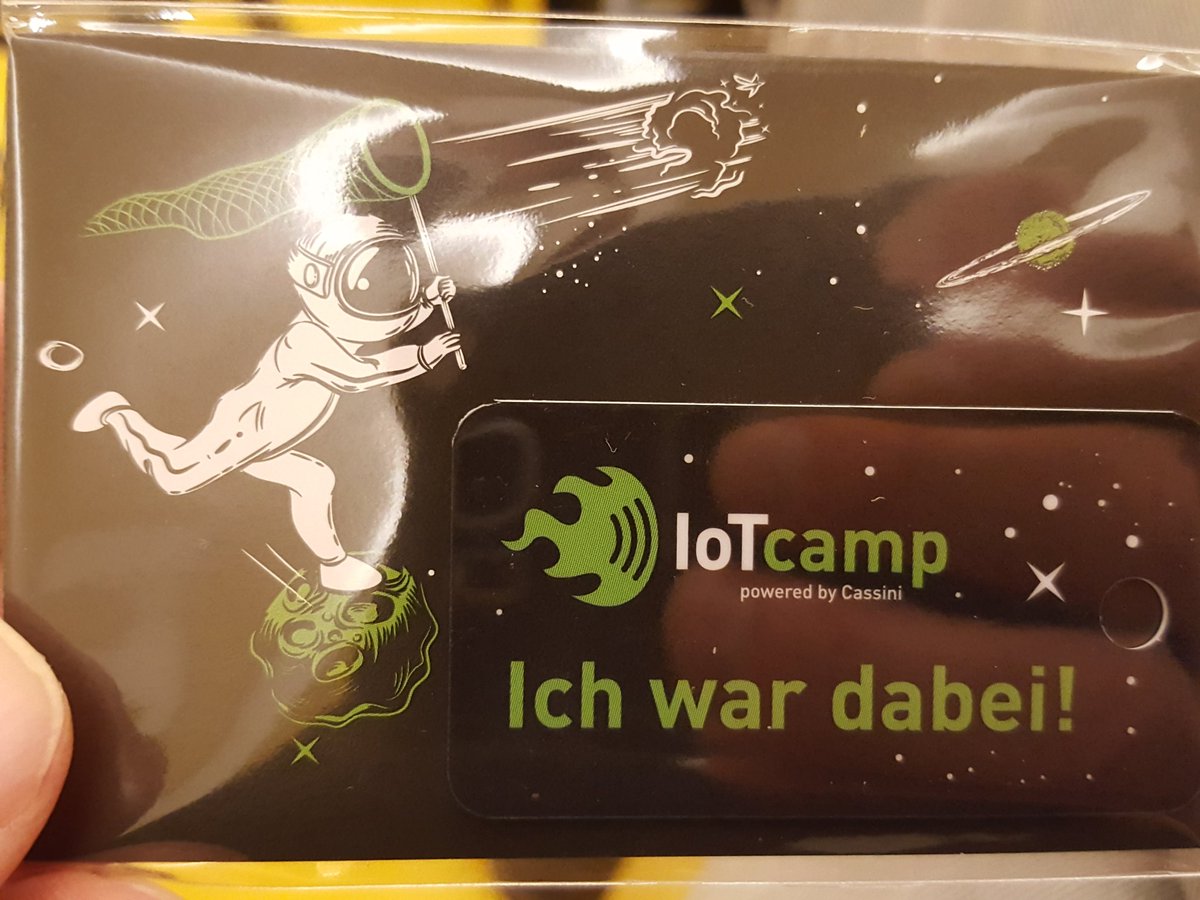 IoTcamp
powered by Cassini
Ich war dabei!